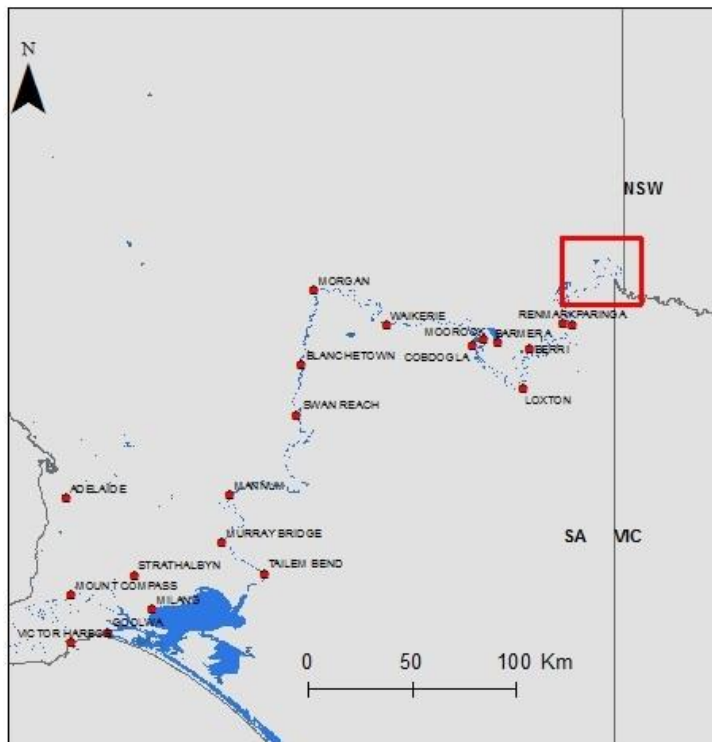 N
NSW
MORGAN
WAIKERIE
RENMARK PARINGA
MOOROOK BARMERA
COBDOGLA
BERRI
BLANCHETOWN
LOXTON
SWAN REACH
ADELAIDE
MANNUM
MURRAY BRIDGE
SA VIC
STRATHALBYN
TAILEM BEND
MOUNT COMPASS
MILANG
GOOLWA
VICTOR HARBOR
0 50 100 Km